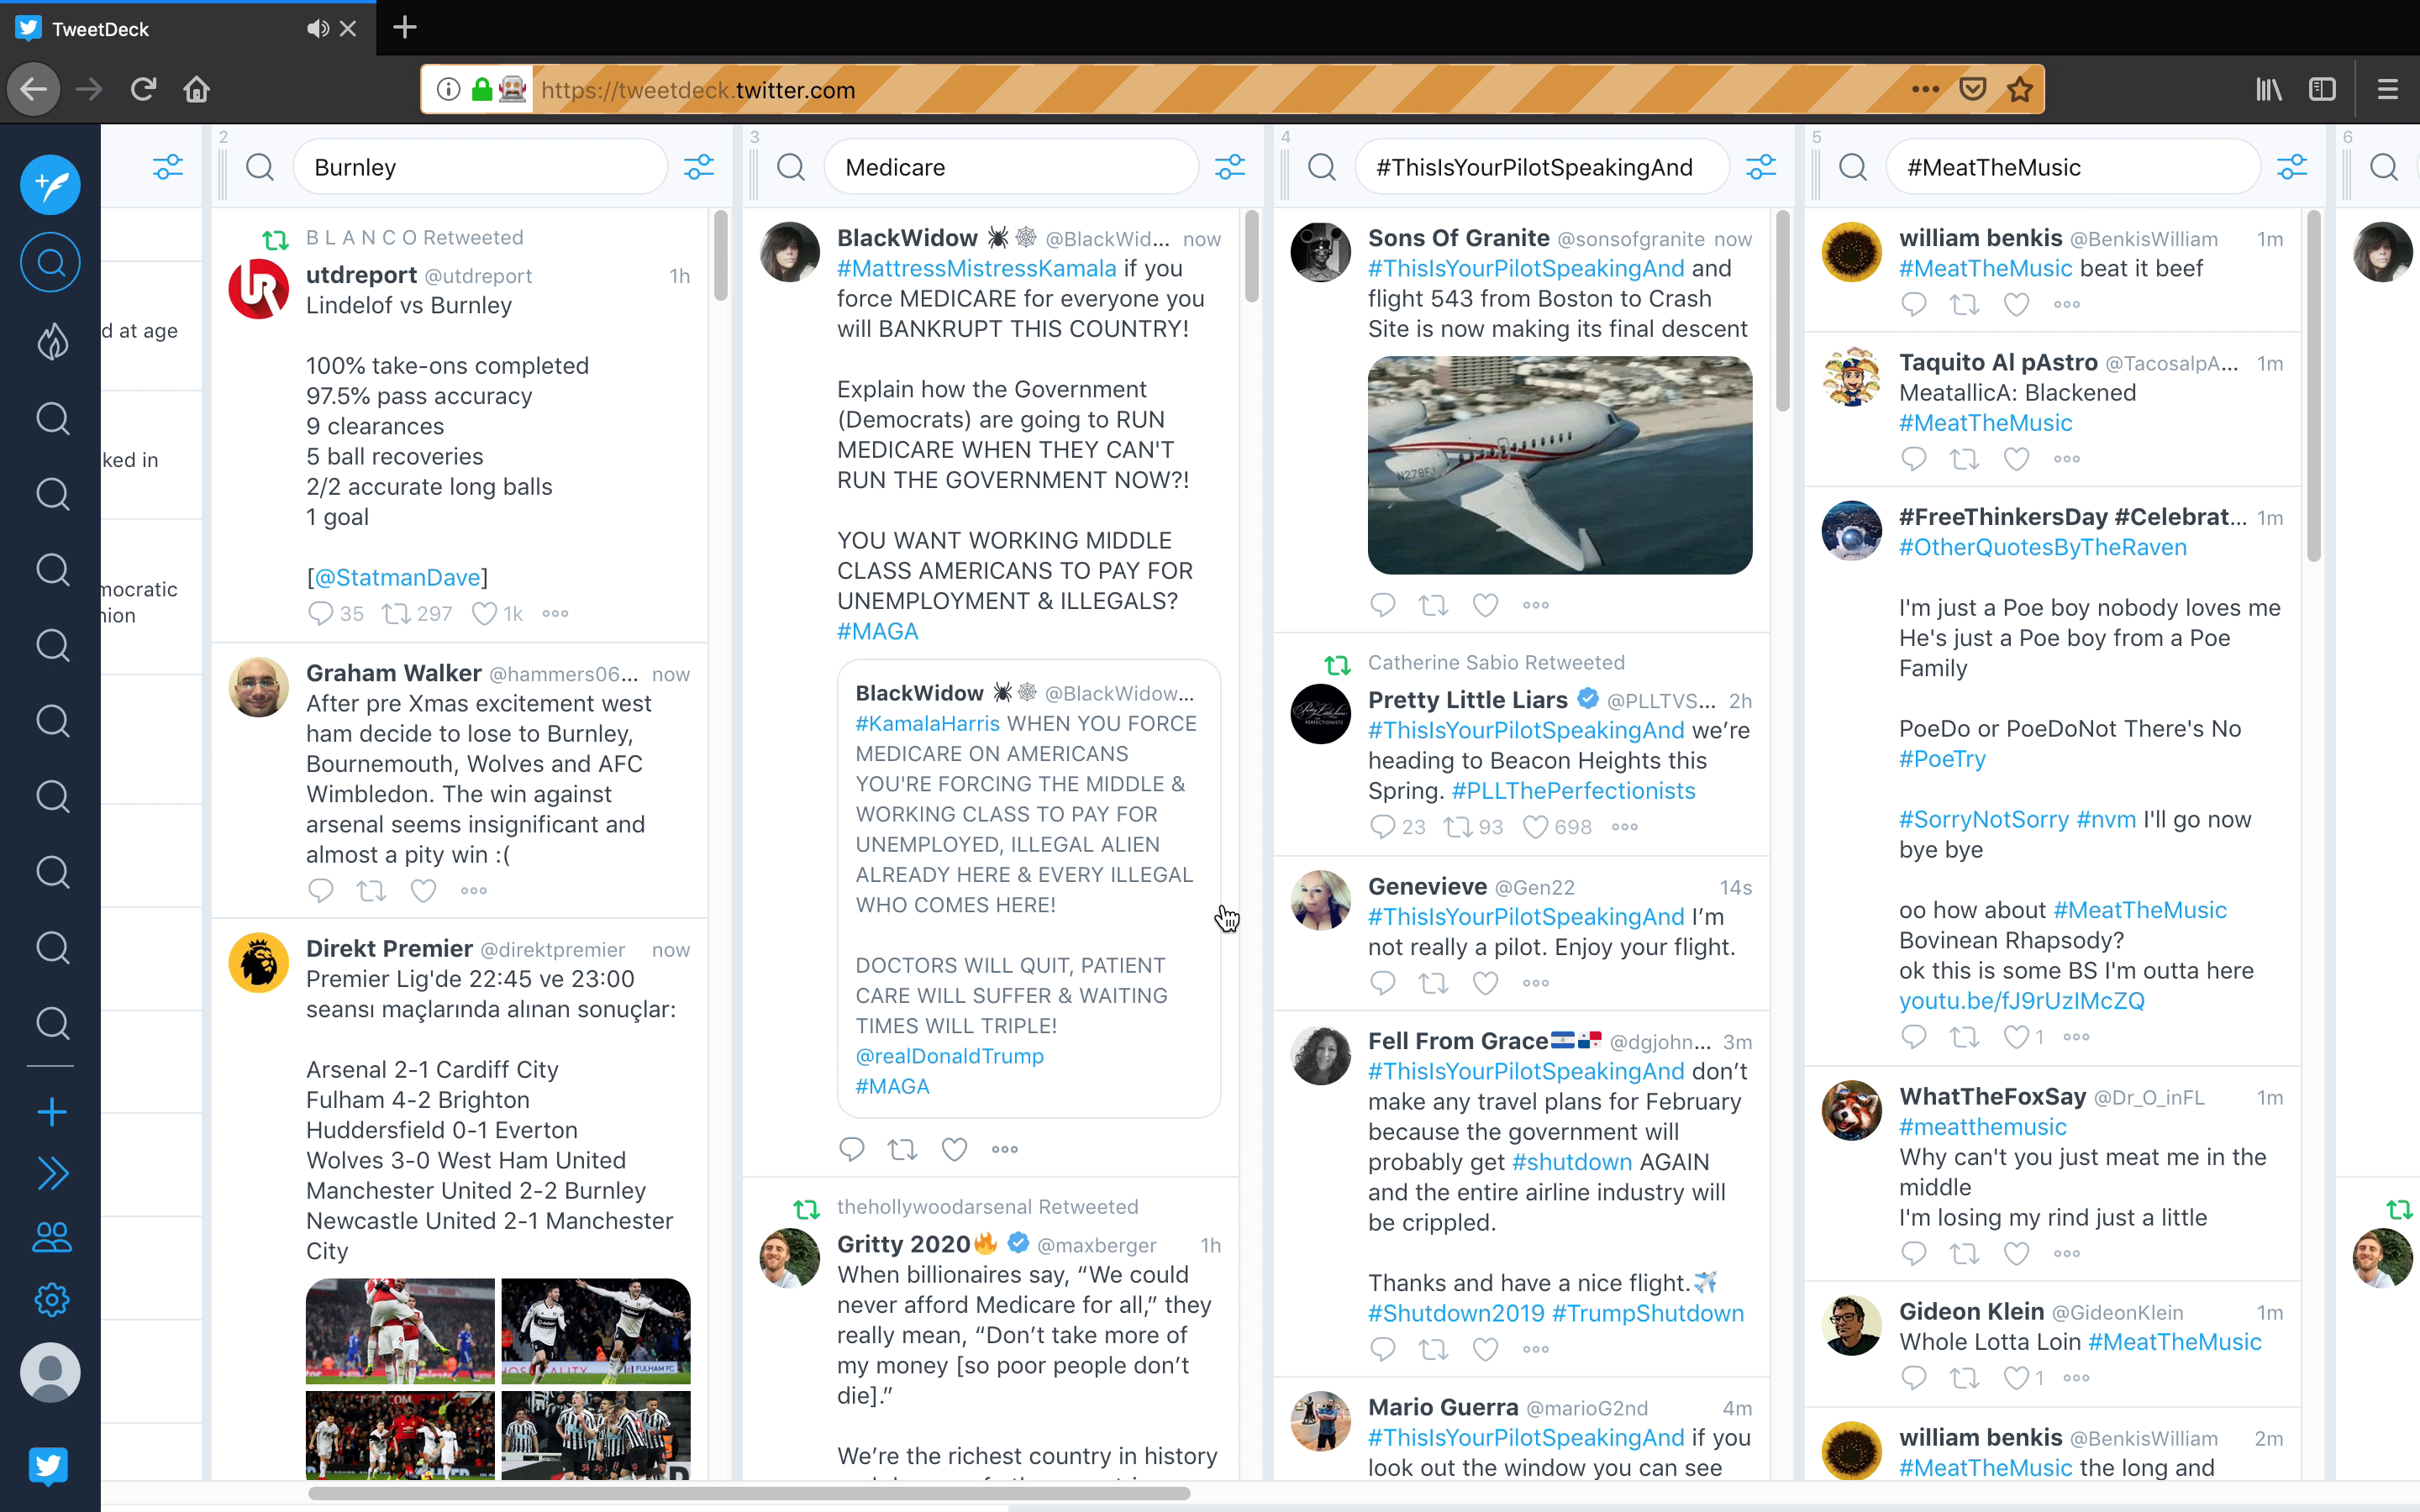 TweetDeck
https://tweetdeck.twitter.com
d at age
ked in
mocratic
nion
2
Burnley
B L A N C O Retweeted
utdreport @utdreport 1h
Lindelof vs Burnley
100% take-ons completed
97.5% pass accuracy
9 clearances
5 ball recoveries
2/2 accurate long balls
1 goal
[@StatmanDave]
35 297 1k
Graham Walker @hammers06... now
After pre Xmas excitement west
ham decide to lose to Burnley,
Bournemouth, Wolves and AFC
Wimbledon. The win against
arsenal seems insignificant and
almost a pity win :(
Direkt Premier @direktpremier now
Premier Lig'de 22:45 ve 23:00
seansı maçlarında alınan sonuçlar:
Arsenal 2-1 Cardiff City
Fulham 4-2 Brighton
Huddersfield 0-1 Everton
Wolves 3-0 West Ham United
Manchester United 2-2 Burnley
Newcastle United 2-1 Manchester
City
3
Medicare
BlackWidow 🕷🕸 @BlackWid... now
#MattressMistressKamala if you
force MEDICARE for everyone you
will BANKRUPT THIS COUNTRY!
Explain how the Government
(Democrats) are going to RUN
MEDICARE WHEN THEY CAN'T
RUN THE GOVERNMENT NOW?!
YOU WANT WORKING MIDDLE
CLASS AMERICANS TO PAY FOR
UNEMPLOYMENT & ILLEGALS?
#MAGA
BlackWidow 🕷🕸 @BlackWidow...
#KamalaHarris WHEN YOU FORCE
MEDICARE ON AMERICANS
YOU'RE FORCING THE MIDDLE &
WORKING CLASS TO PAY FOR
UNEMPLOYED, ILLEGAL ALIEN
ALREADY HERE & EVERY ILLEGAL
WHO COMES HERE!
DOCTORS WILL QUIT, PATIENT
CARE WILL SUFFER & WAITING
TIMES WILL TRIPLE!
@realDonaldTrump
#MAGA
thehollywoodarsenal Retweeted
Gritty 2020🔥 @maxberger 1h
When billionaires say, “We could
never afford Medicare for all,” they
really mean, “Don’t take more of
my money [so poor people don’t
die].”
We’re the richest country in history
4
#ThisIsYourPilotSpeakingAnd
Sons Of Granite @sonsofgranite now
#ThisIsYourPilotSpeakingAnd and
flight 543 from Boston to Crash
Site is now making its final descent
N278FJ
Catherine Sabio Retweeted
Pretty Little Liars @PLLTVS... 2h
#ThisIsYourPilotSpeakingAnd we’re
heading to Beacon Heights this
Spring. #PLLThePerfectionists
23 93 698
Genevieve @Gen22 14s
#ThisIsYourPilotSpeakingAnd I’m
not really a pilot. Enjoy your flight.
Fell From Grace🇸🇻🇵🇦 @dgjohn... 3m
#ThisIsYourPilotSpeakingAnd don’t
make any travel plans for February
because the government will
probably get #shutdown AGAIN
and the entire airline industry will
be crippled.
Thanks and have a nice flight.✈️
#Shutdown2019 #TrumpShutdown
Mario Guerra @marioG2nd 4m
#ThisIsYourPilotSpeakingAnd if you
look out the window you can see
5
#MeatTheMusic
william benkis @BenkisWilliam 1m
#MeatTheMusic beat it beef
Taquito Al pAstro @TacosalpA... 1m
MeatallicA: Blackened
#MeatTheMusic
#FreeThinkersDay #Celebrat... 1m
#OtherQuotesByTheRaven
I'm just a Poe boy nobody loves me
He's just a Poe boy from a Poe
Family
PoeDo or PoeDoNot There's No
#PoeTry
#SorryNotSorry #nvm I'll go now
bye bye
oo how about #MeatTheMusic
Bovinean Rhapsody?
ok this is some BS I'm outta here
youtu.be/fJ9rUzIMcZQ
1
WhatTheFoxSay @Dr_O_inFL 1m
#meatthemusic
Why can't you just meat me in the
middle
I'm losing my rind just a little
Gideon Klein @GideonKlein 1m
Whole Lotta Loin #MeatTheMusic
1
william benkis @BenkisWilliam 2m
#MeatTheMusic the long and
6